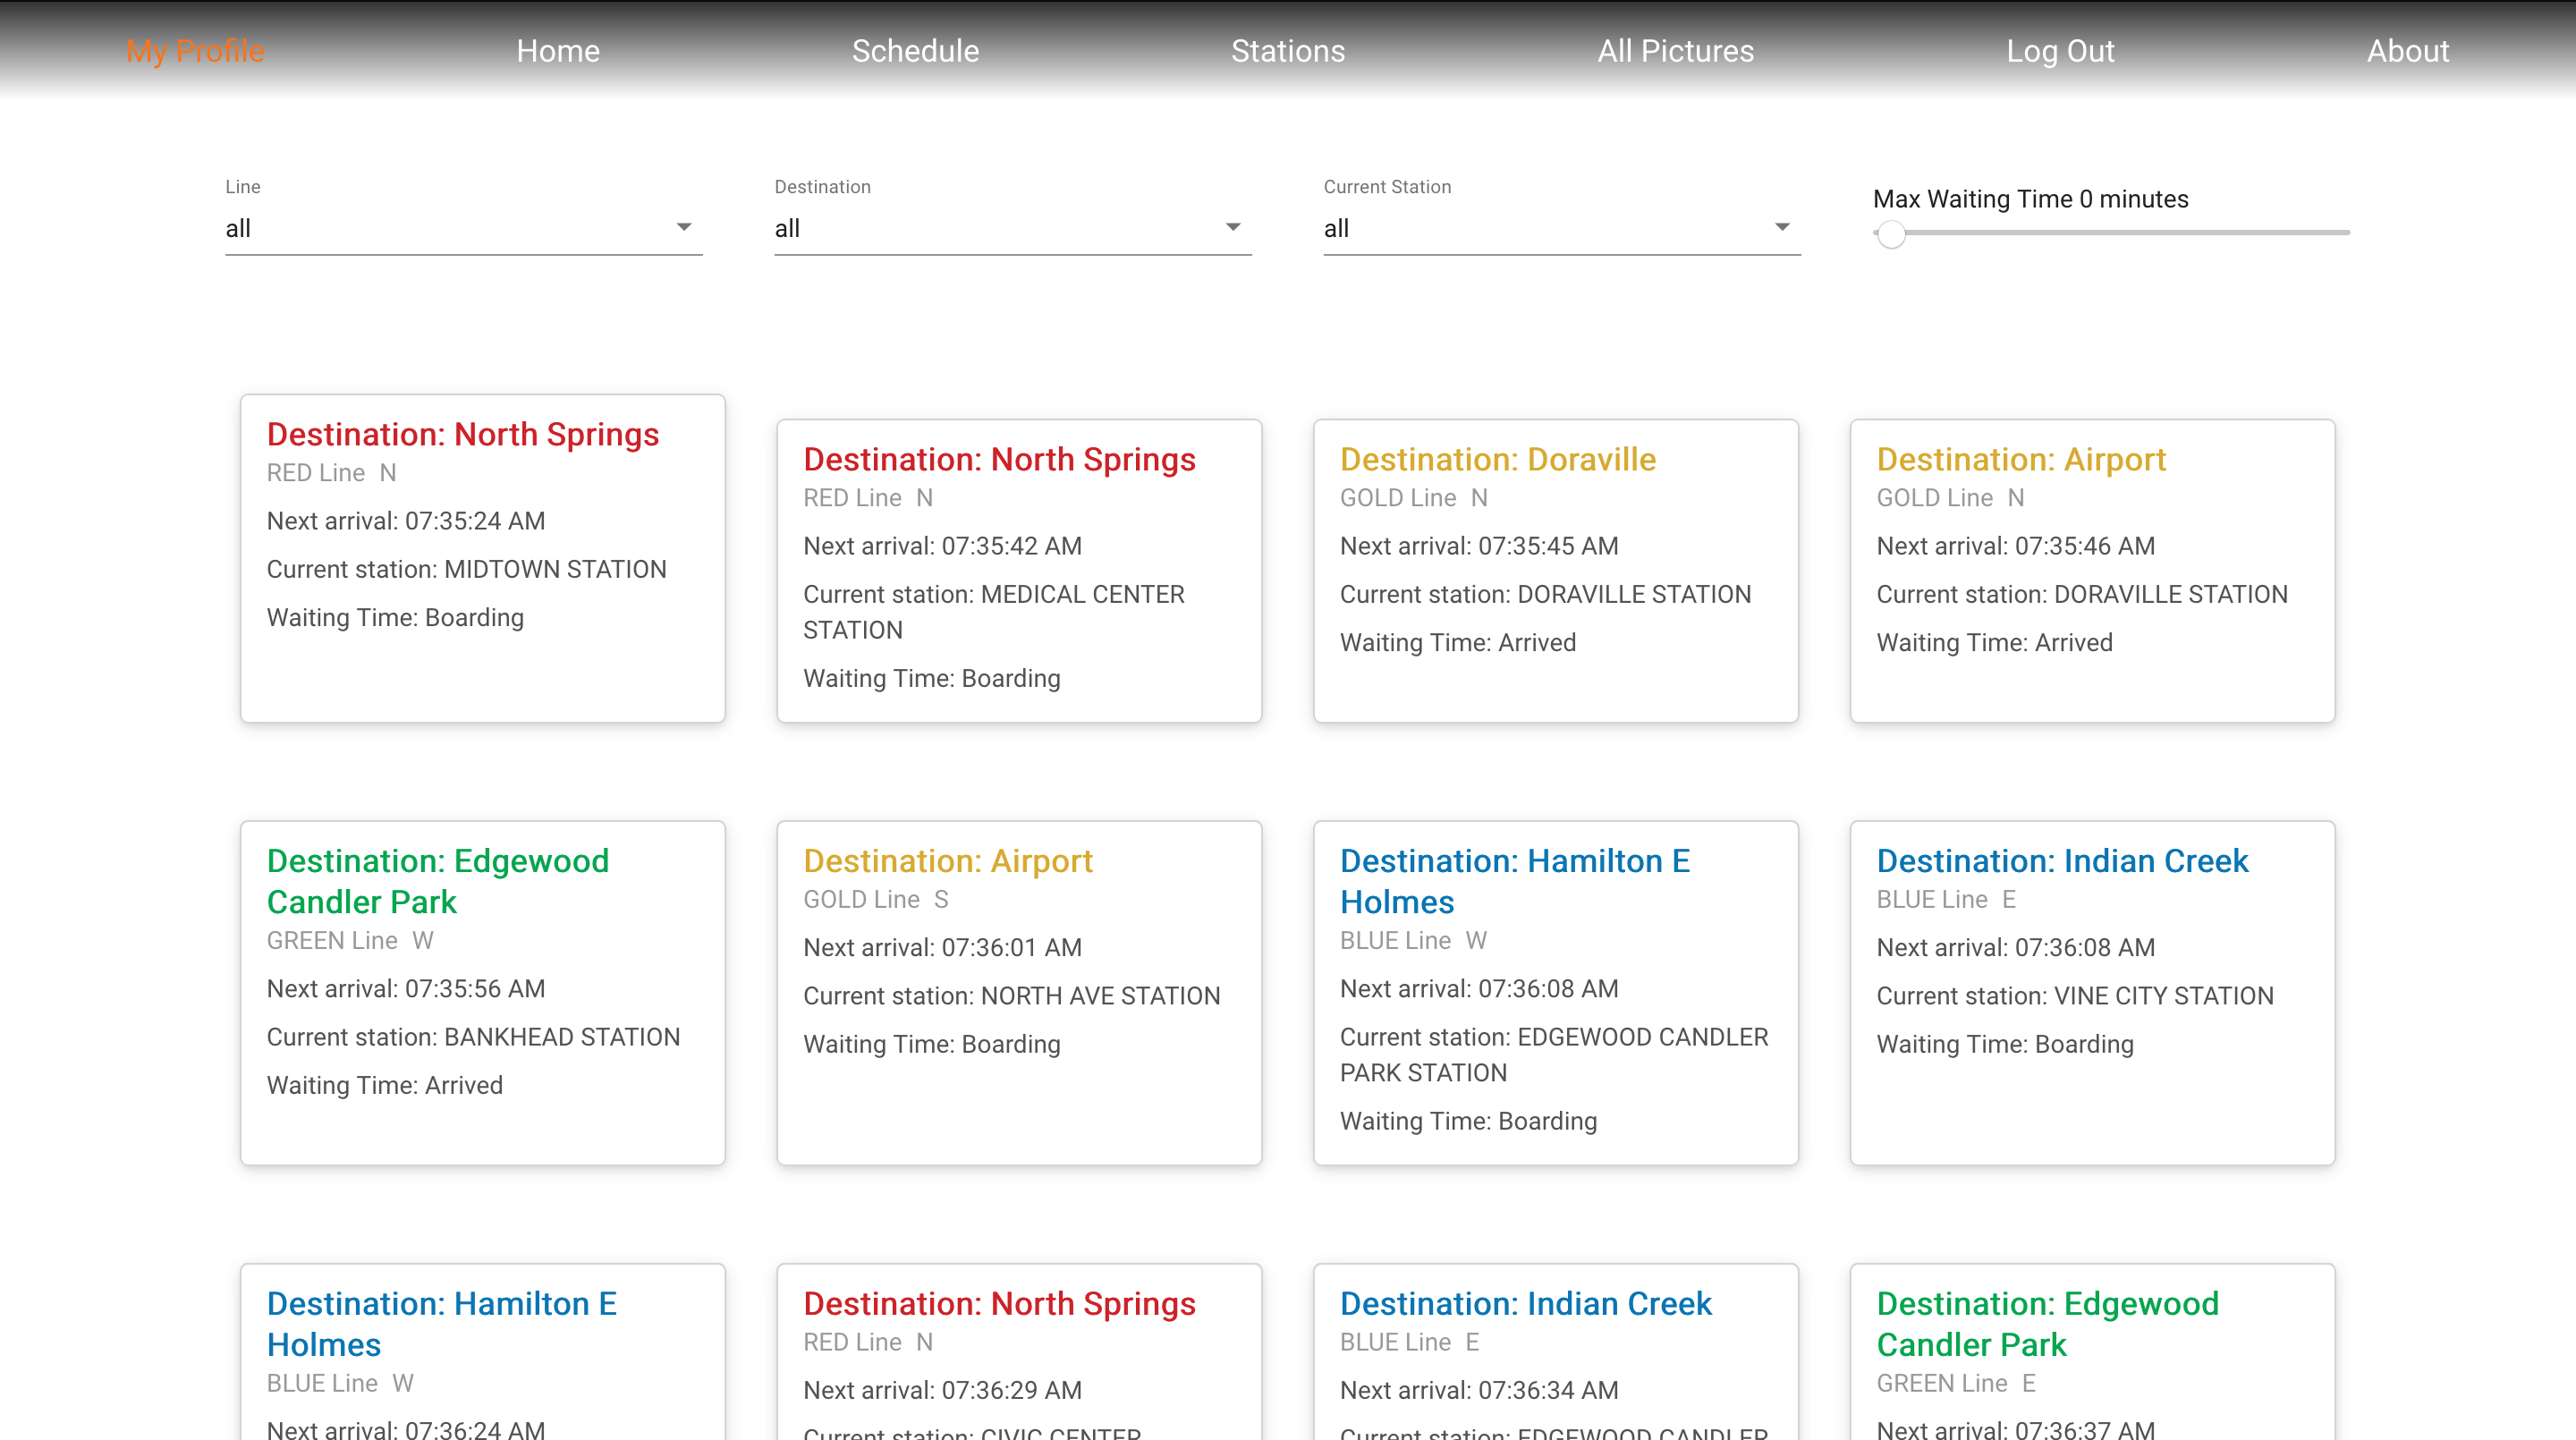 My Profile Home Schedule Stations All Pictures Log Out About
Line
all
Destination
all
Current Station
all
Max Waiting Time 0 minutes
Destination: North Springs
RED Line N
Next arrival: 07:35:24 AM
Current station: MIDTOWN STATION
Waiting Time: Boarding
Destination: North Springs
RED Line N
Next arrival: 07:35:42 AM
Current station: MEDICAL CENTER
STATION
Waiting Time: Boarding
Destination: Doraville
GOLD Line N
Next arrival: 07:35:45 AM
Current station: DORAVILLE STATION
Waiting Time: Arrived
Destination: Airport
GOLD Line N
Next arrival: 07:35:46 AM
Current station: DORAVILLE STATION
Waiting Time: Arrived
Destination: Edgewood
Candler Park
GREEN Line W
Next arrival: 07:35:56 AM
Current station: BANKHEAD STATION
Waiting Time: Arrived
Destination: Airport
GOLD Line S
Next arrival: 07:36:01 AM
Current station: NORTH AVE STATION
Waiting Time: Boarding
Destination: Hamilton E
Holmes
BLUE Line W
Next arrival: 07:36:08 AM
Current station: EDGEWOOD CANDLER
PARK STATION
Waiting Time: Boarding
Destination: Indian Creek
BLUE Line E
Next arrival: 07:36:08 AM
Current station: VINE CITY STATION
Waiting Time: Boarding
Destination: Hamilton E
Holmes
BLUE Line W
Next arrival: 07:36:24 AM
Destination: North Springs
RED Line N
Next arrival: 07:36:29 AM
Current station: CIVIC CENTER
Destination: Indian Creek
BLUE Line E
Next arrival: 07:36:34 AM
Current station: EDGEWOOD CANDLER
Destination: Edgewood
Candler Park
GREEN Line E
Next arrival: 07:36:37 AM